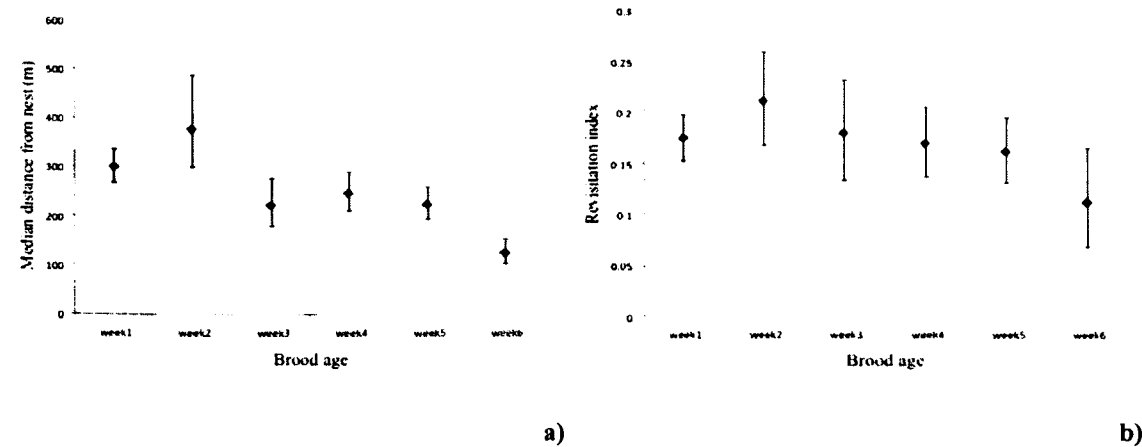 600
500
400
300
200
100
0
Median distance from nest (m)
week1 week2 week3 week4 week5 week6
Brood age
a)
0.3
0.25
0.2
0.15
0.1
0.05
0
Revisitation index
week1 week2 week3 week4 week5 week6
Brood age
b)